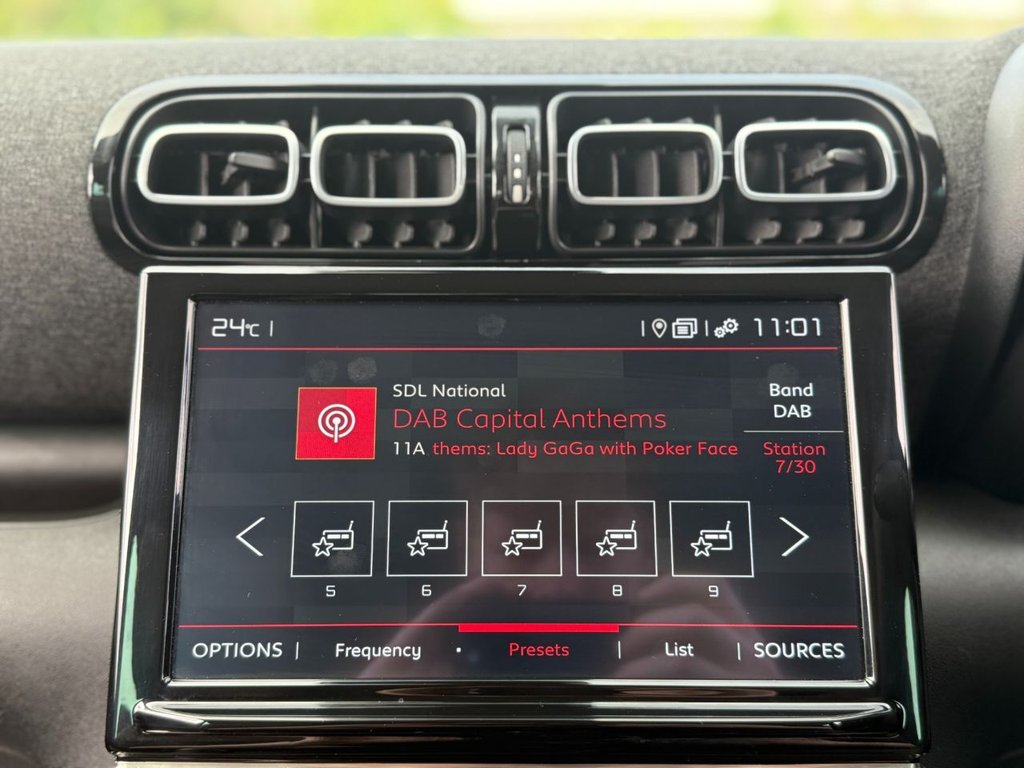 24°C
11:01
SDL National
DAB Capital Anthems
11A thems: Lady GaGa with Poker Face
Band
DAB
Station
7/30
5 6 7 8 9
OPTIONS | Frequency • Presets | List | SOURCES